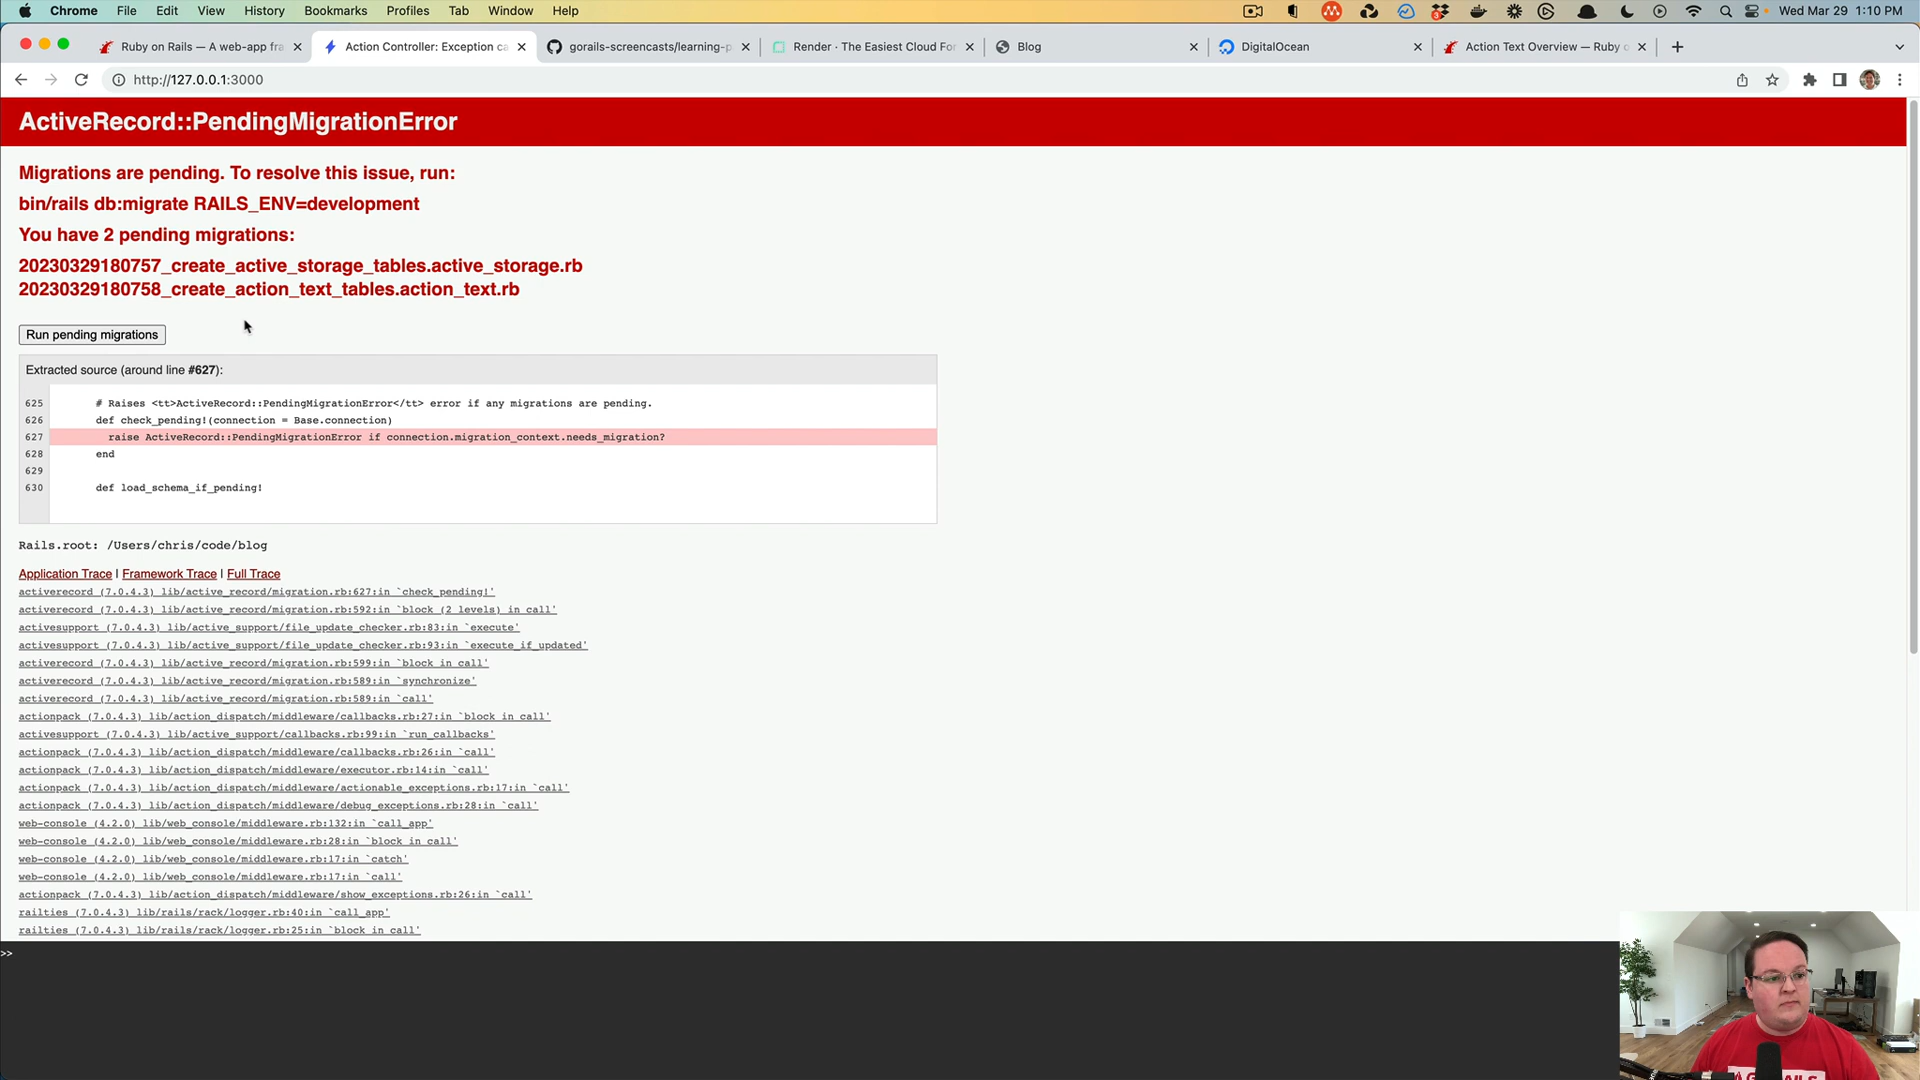 Chrome File Edit View History Bookmarks Profiles Tab Window Help Wed Mar 29 1:10 PM
Ruby on Rails — A web-app fra Action Controller: Exception ca gorails-screencasts/learning-p Render · The Easiest Cloud For Blog DigitalOcean Action Text Overview — Ruby o
http://127.0.0.1:3000
ActiveRecord::PendingMigrationError
Migrations are pending. To resolve this issue, run:
bin/rails db:migrate RAILS_ENV=development
You have 2 pending migrations:
20230329180757_create_active_storage_tables.active_storage.rb
20230329180758_create_action_text_tables.action_text.rb
Run pending migrations
Extracted source (around line #627):
625 # Raises <tt>ActiveRecord::PendingMigrationError</tt> error if any migrations are pending.
626 def check_pending!(connection = Base.connection)
627 raise ActiveRecord::PendingMigrationError if connection.migration_context.needs_migration?
628 end
629
630 def load_schema_if_pending!
Rails.root: /Users/chris/code/blog
Application Trace | Framework Trace | Full Trace
activerecord (7.0.4.3) lib/active_record/migration.rb:627:in `check_pending!'
activerecord (7.0.4.3) lib/active_record/migration.rb:592:in `block (2 levels) in call'
activesupport (7.0.4.3) lib/active_support/file_update_checker.rb:83:in `execute'
activesupport (7.0.4.3) lib/active_support/file_update_checker.rb:93:in `execute_if_updated'
activerecord (7.0.4.3) lib/active_record/migration.rb:599:in `block in call'
activerecord (7.0.4.3) lib/active_record/migration.rb:589:in `synchronize'
activerecord (7.0.4.3) lib/active_record/migration.rb:589:in `call'
actionpack (7.0.4.3) lib/action_dispatch/middleware/callbacks.rb:27:in `block in call'
activesupport (7.0.4.3) lib/active_support/callbacks.rb:99:in `run_callbacks'
actionpack (7.0.4.3) lib/action_dispatch/middleware/callbacks.rb:26:in `call'
actionpack (7.0.4.3) lib/action_dispatch/middleware/executor.rb:14:in `call'
actionpack (7.0.4.3) lib/action_dispatch/middleware/actionable_exceptions.rb:17:in `call'
actionpack (7.0.4.3) lib/action_dispatch/middleware/debug_exceptions.rb:28:in `call'
web-console (4.2.0) lib/web_console/middleware.rb:132:in `call_app'
web-console (4.2.0) lib/web_console/middleware.rb:28:in `block in call'
web-console (4.2.0) lib/web_console/middleware.rb:17:in `catch'
web-console (4.2.0) lib/web_console/middleware.rb:17:in `call'
actionpack (7.0.4.3) lib/action_dispatch/middleware/show_exceptions.rb:26:in `call'
railties (7.0.4.3) lib/rails/rack/logger.rb:40:in `call_app'
railties (7.0.4.3) lib/rails/rack/logger.rb:25:in `block in call'
>>